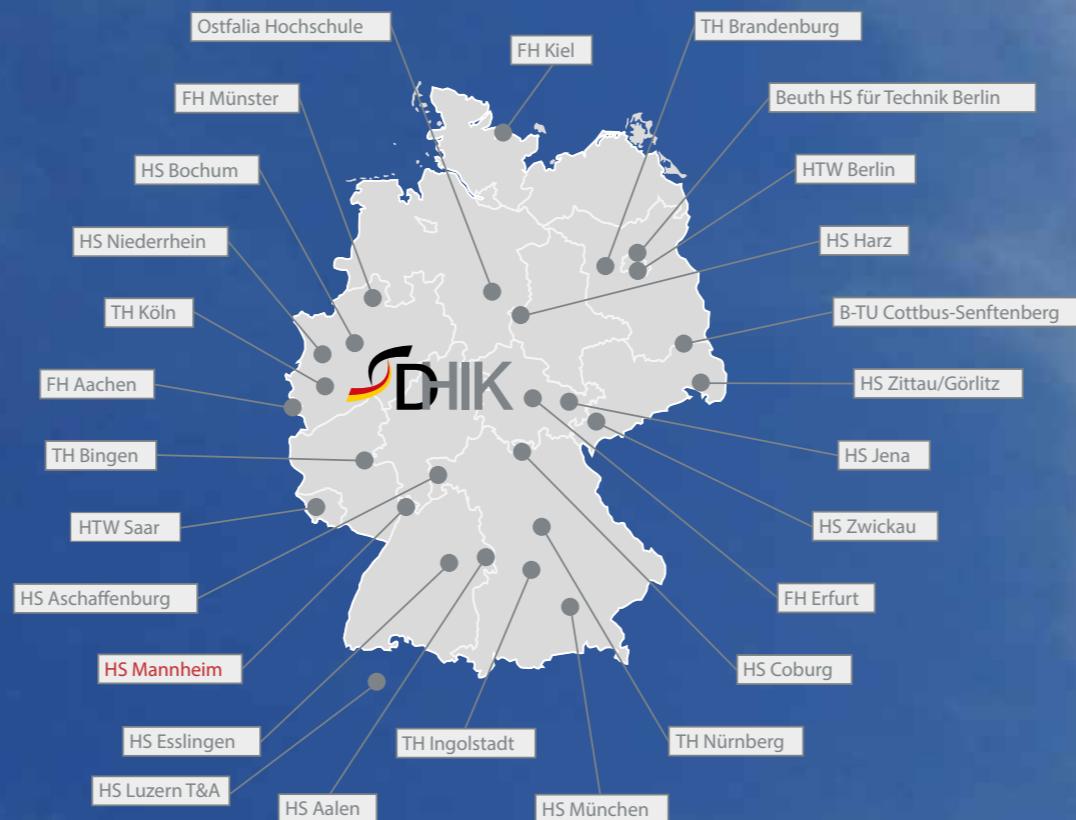 Ostfalia Hochschule
TH Brandenburg
FH Kiel
FH Münster
Beuth HS für Technik Berlin
HS Bochum
HTW Berlin
HS Niederrhein
HS Harz
TH Köln
B-TU Cottbus-Senftenberg
FH Aachen
HS Zittau/Görlitz
DHIK
TH Bingen
HS Jena
HTW Saar
HS Zwickau
HS Aschaffenburg
FH Erfurt
HS Mannheim
HS Coburg
HS Esslingen
TH Ingolstadt
TH Nürnberg
HS Luzern T&A
HS Aalen
HS München